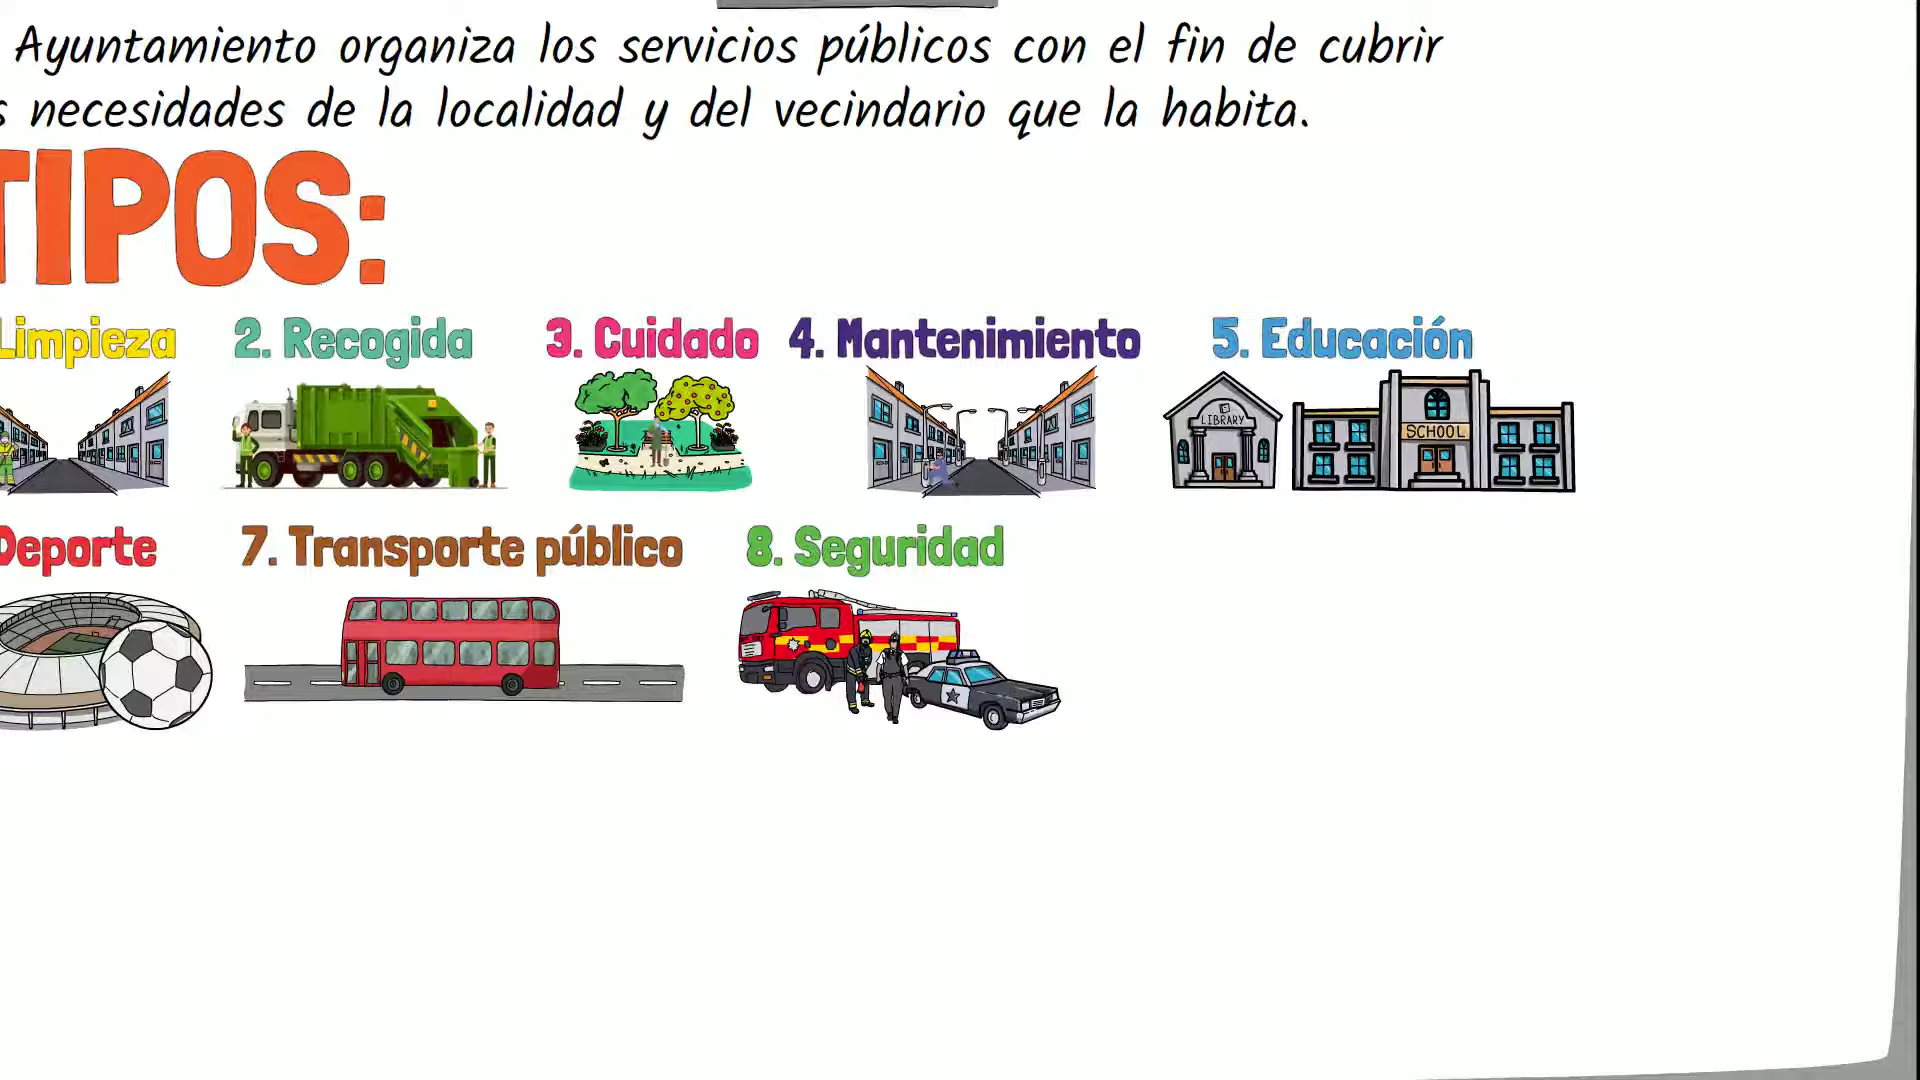 Ayuntamiento organiza los servicios públicos con el fin de cubrir
s necesidades de la localidad y del vecindario que la habita.
TIPOS:
Limpieza 2. Recogida 3. Cuidado 4. Mantenimiento 5. Educación
LIBRARY
SCHOOL
Deporte 7. Transporte público 8. Seguridad